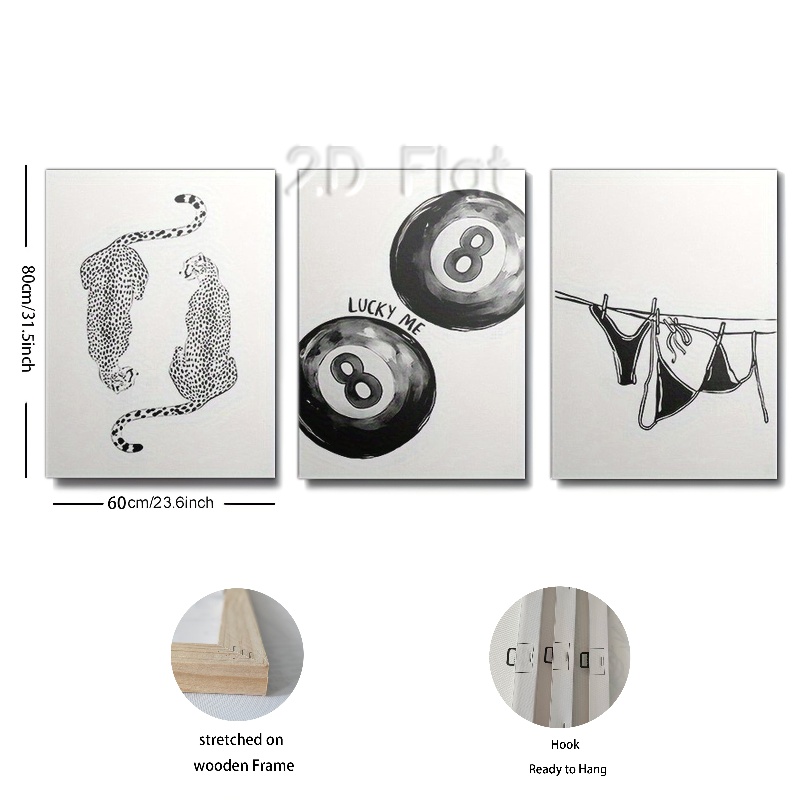 2.D Flat
80cm/31.5inch
8
LUCKY ME
8
60cm/23.6inch
stretched on
wooden Frame
Hook
Ready to Hang